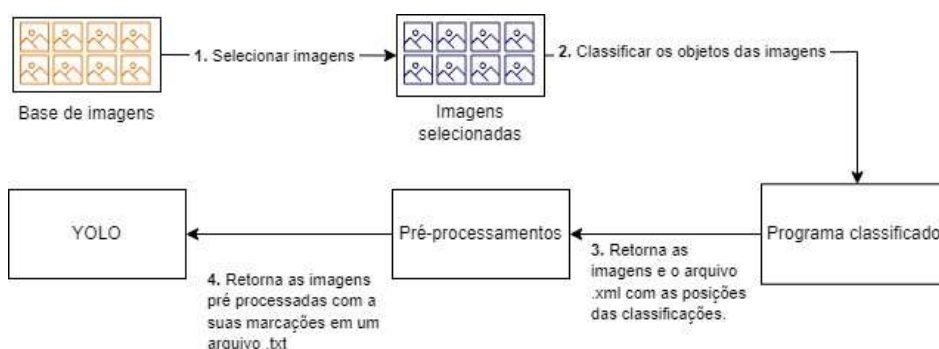 1. Selecionar imagens
2. Classificar os objetos das imagens
Base de imagens
Imagens
selecionadas
YOLO
Pré-processamentos
Programa classificado
3. Retorna as
imagens e o arquivo
.xml com as posições
das classificações.
4. Retorna as imagens
pré processadas com a
suas marcações em um
arquivo .txt